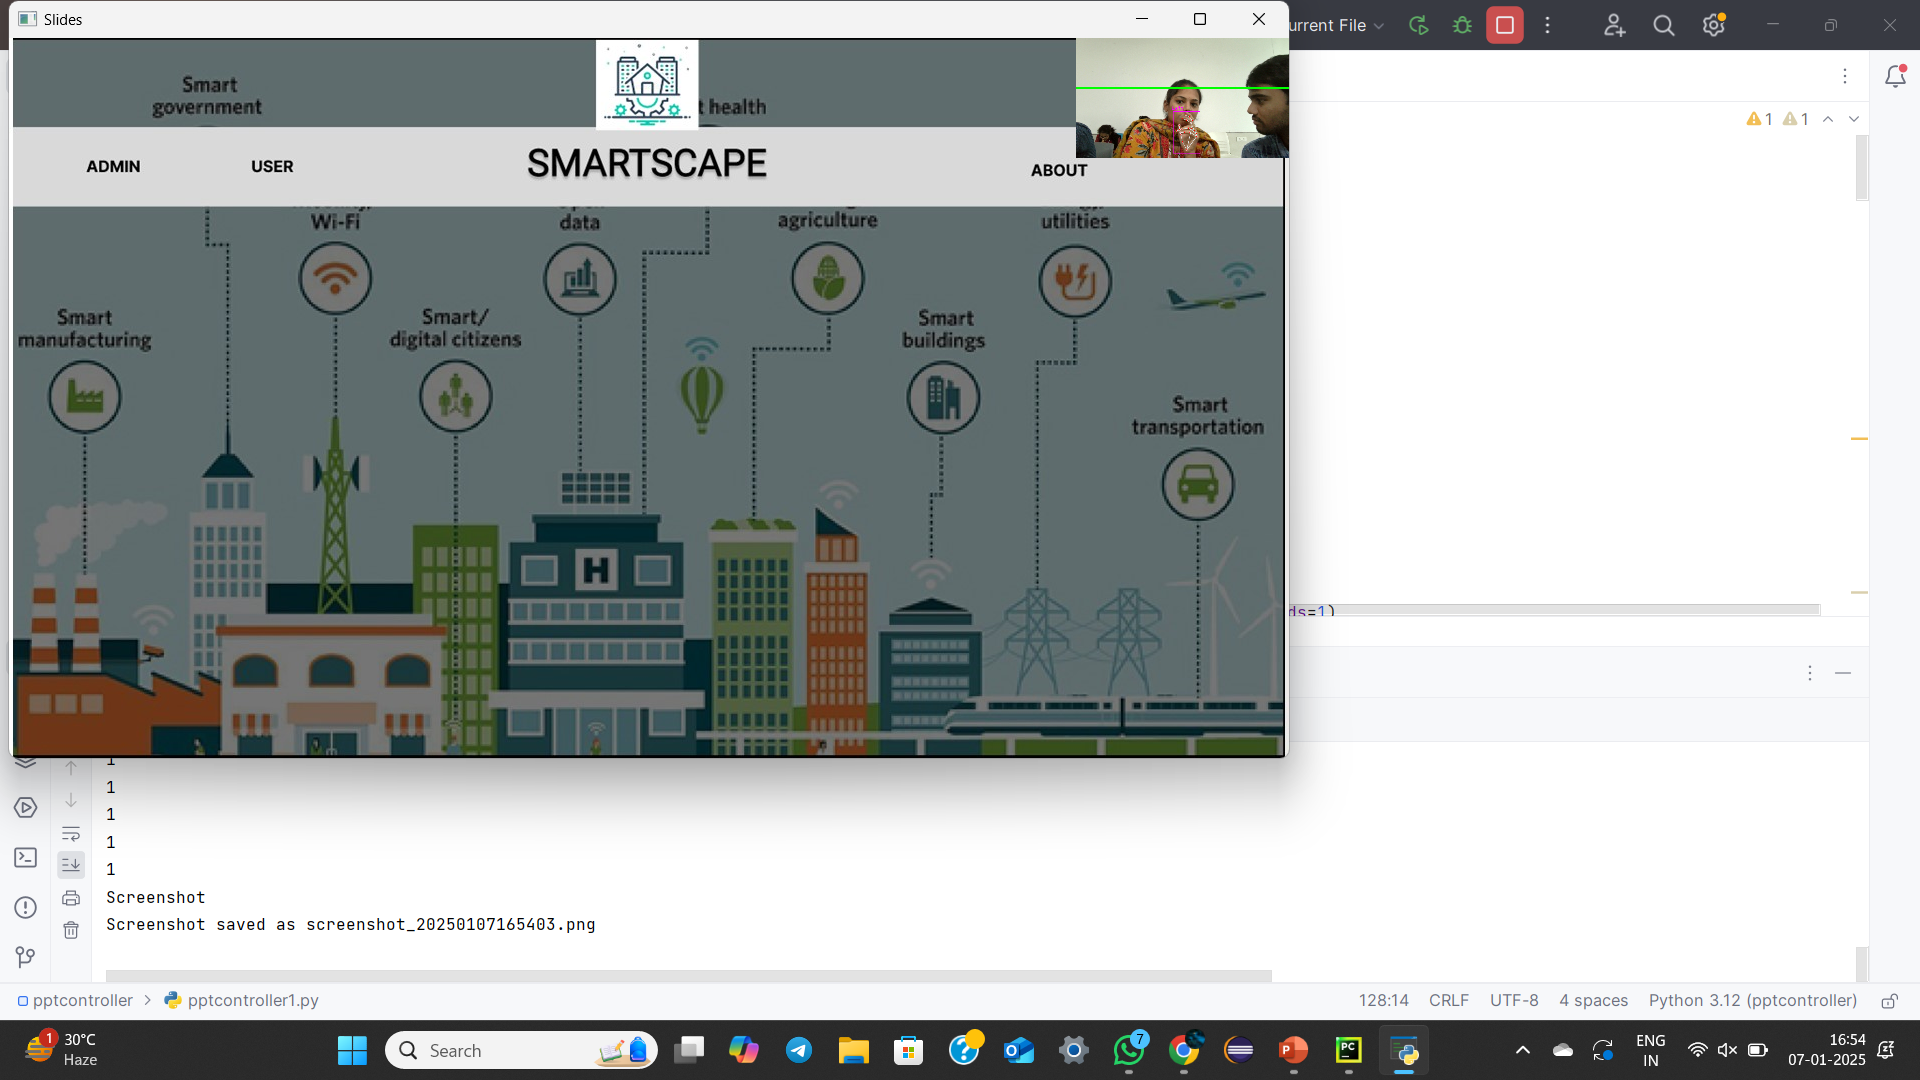 Slides
urrent File
Smart
government
t health
ADMIN
USER
SMARTSCAPE
ABOUT
Wi-Fi
data
agriculture
utilities
Smart
manufacturing
Smart/
digital citizens
Smart
buildings
Smart
transportation
H
1
1
ds=1)
1
1
1
1
1
Screenshot
Screenshot saved as screenshot_20250107165403.png
pptcontroller > pptcontroller1.py
128:14 CRLF UTF-8 4 spaces Python 3.12 (pptcontroller)
1
30°C
Haze
Search
7
PC
ENG
IN
16:54
07-01-2025